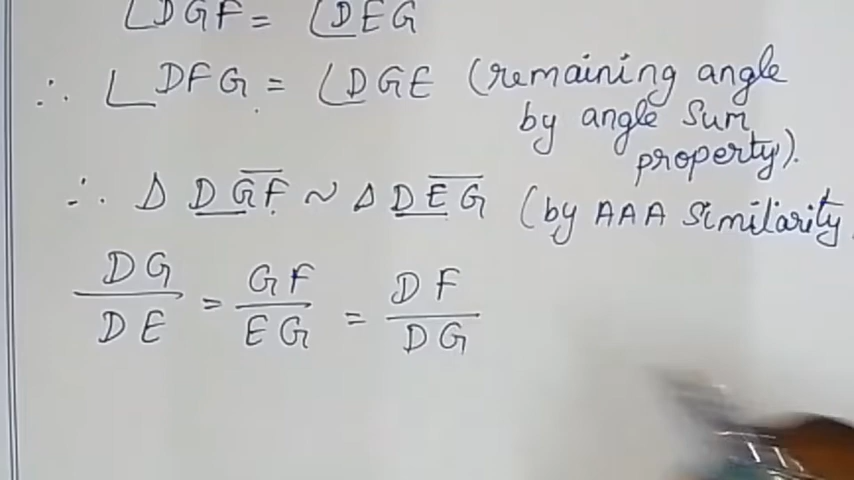 ∠DGF = ∠DEG
∴ ∠DFG = ∠DGE (remaining angle
by angle sum
property).
∴ Δ DGF ~ Δ DEG (by AAA Similarity
DG/DE = GF/EG = DF/DG